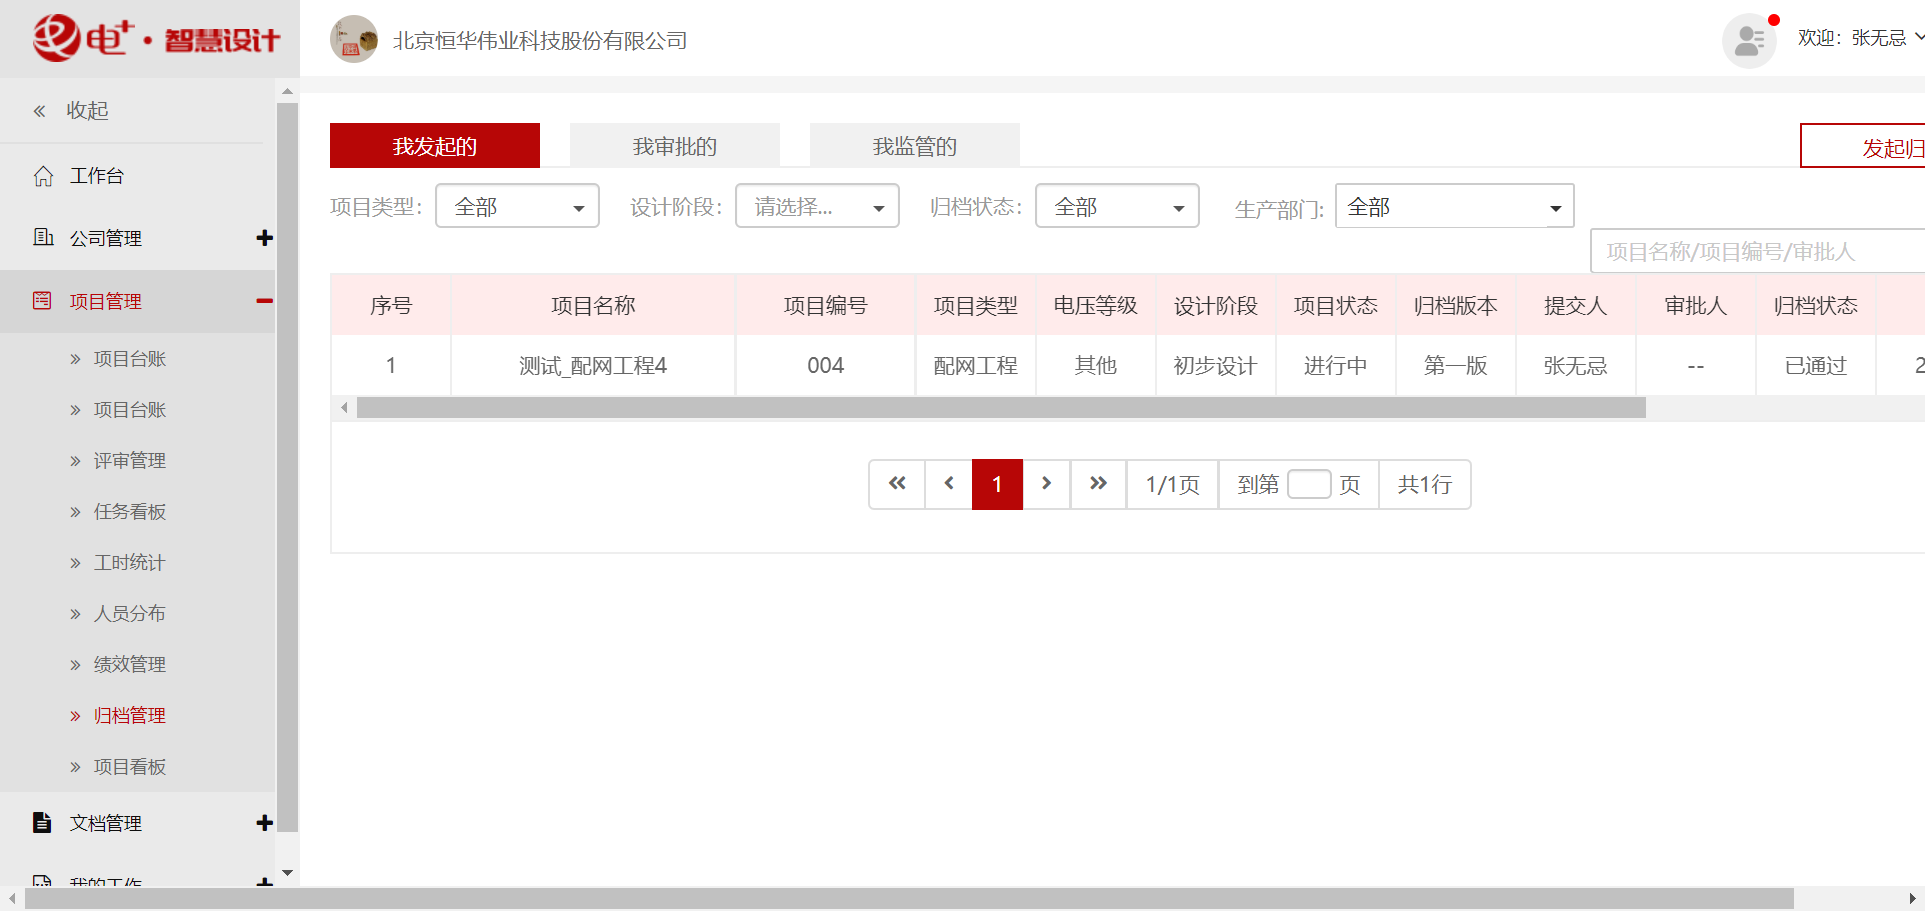 电+·智慧设计
北京恒华伟业科技股份有限公司
欢迎：张无忌
收起
工作台
公司管理
项目管理
项目台账
项目台账
评审管理
任务看板
工时统计
人员分布
绩效管理
归档管理
项目看板
文档管理
我的工作
我发起的 我审批的 我监管的 发起归
项目类型： 全部 设计阶段： 请选择... 归档状态： 全部 生产部门: 全部
项目名称/项目编号/审批人
序号 项目名称 项目编号 项目类型 电压等级 设计阶段 项目状态 归档版本 提交人 审批人 归档状态
1 测试_配网工程4 004 配网工程 其他 初步设计 进行中 第一版 张无忌 -- 已通过 2
1 1/1页 到第 页 共1行